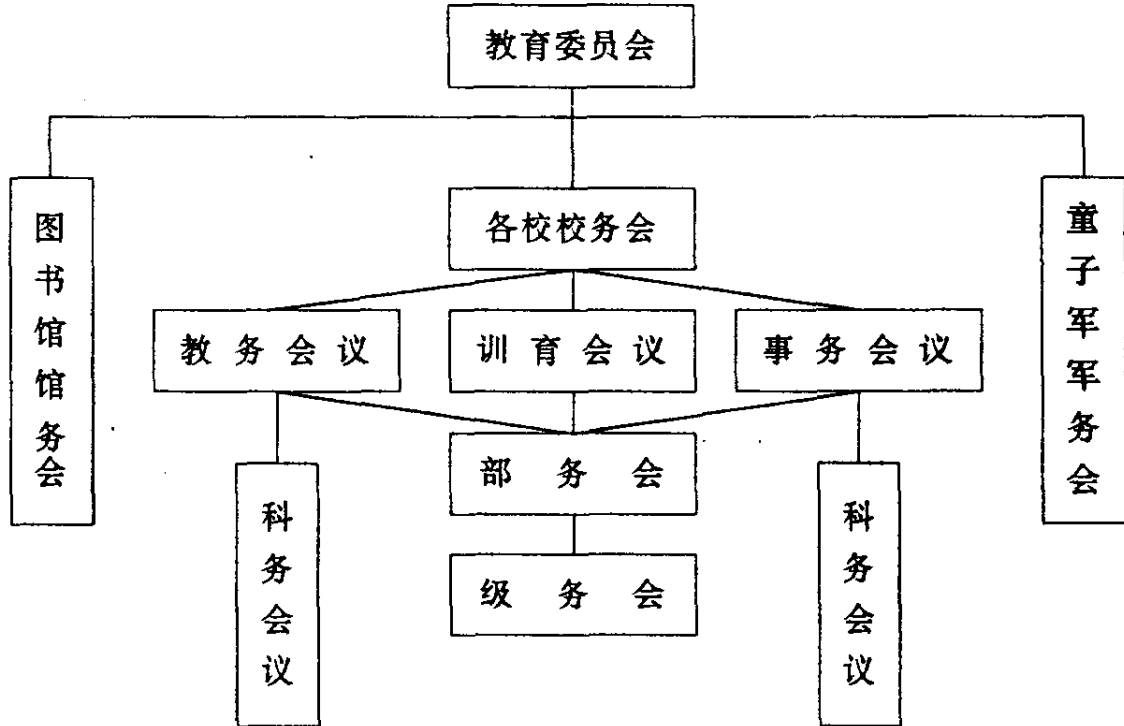 教育委员会
图书馆馆务会
各校校务会
童子军军务会
教务会议
训育会议
事务会议
科务会议
部务会
科务会议
级务会